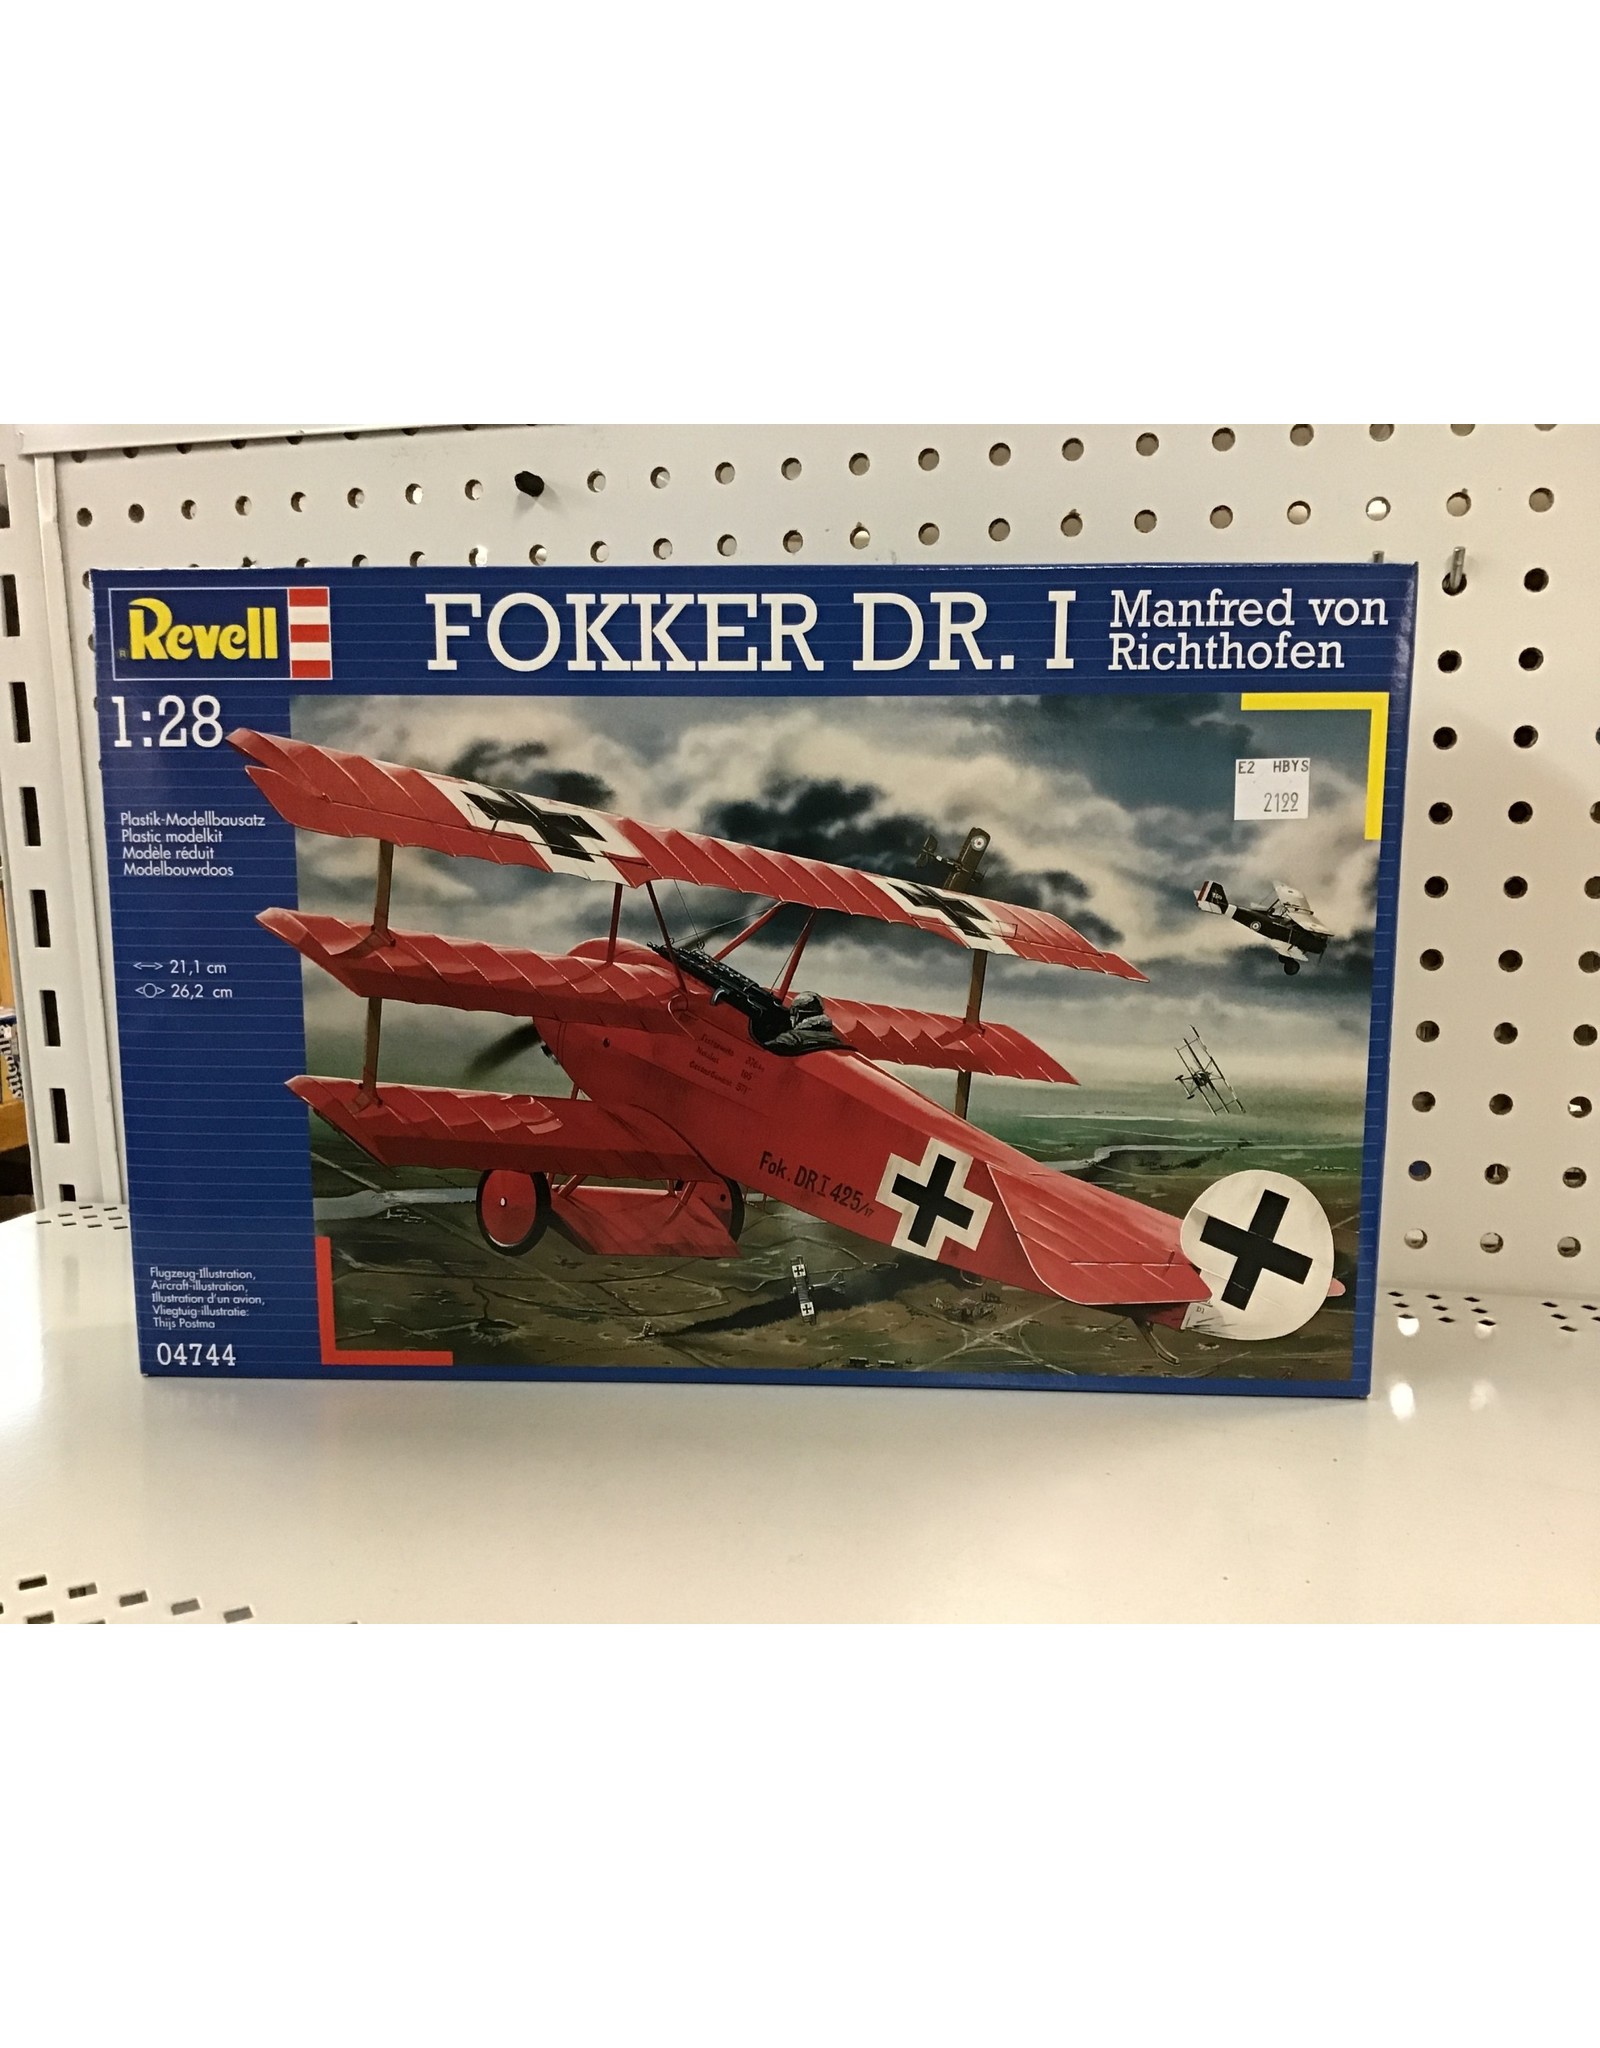 Revell
FOKKER DR. I
Manfred von
Richthofen
1:28
E2 HBYS
2199
Plastik-Modellbausatz
Plastic modelkit
Modèle réduit
Modelbouwdoos
21,1 cm
26,2 cm
Fok. DRI 425/17
Flugzeug-Illustration,
Aircraft-illustration,
Illustration d'un avion,
Vliegtuig-illustratie:
Thijs Postma
04744